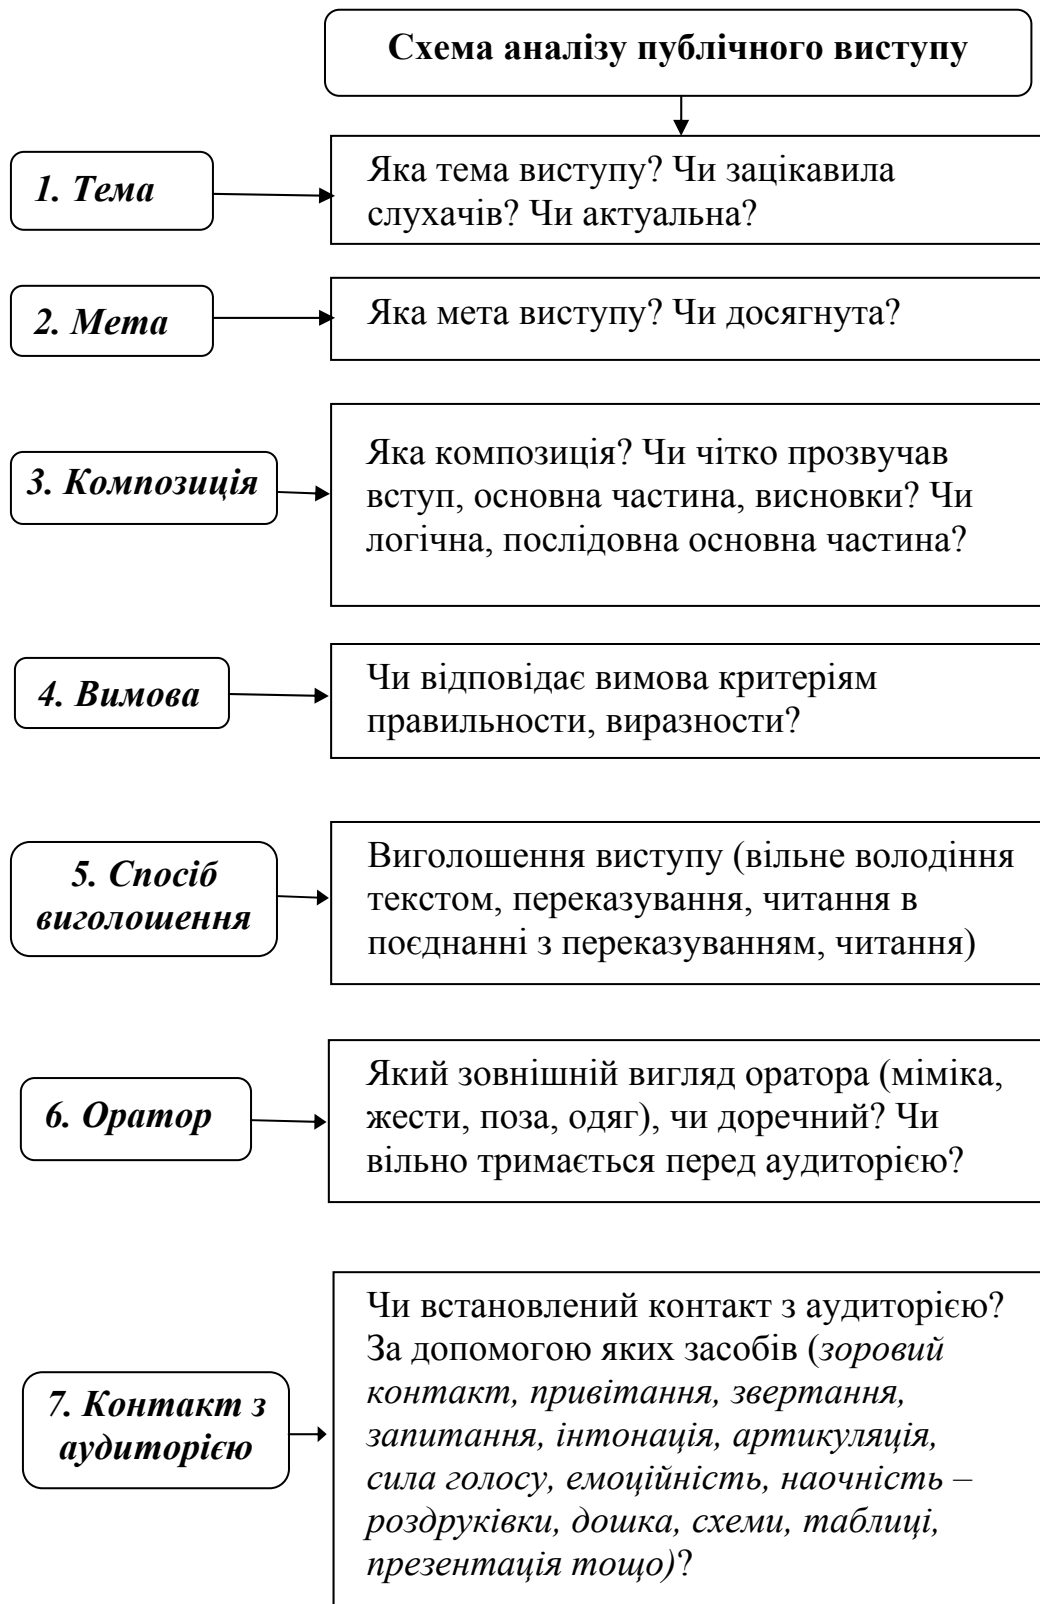 Схема аналізу публічного виступу
1. Тема
Яка тема виступу? Чи зацікавила
слухачів? Чи актуальна?
2. Мета
Яка мета виступу? Чи досягнута?
3. Композиція
Яка композиція? Чи чітко прозвучав
вступ, основна частина, висновки? Чи
логічна, послідовна основна частина?
4. Вимова
Чи відповідає вимова критеріям
правильности, виразности?
5. Спосіб
виголошення
Виголошення виступу (вільне володіння
текстом, переказування, читання в
поєднанні з переказуванням, читання)
6. Оратор
Який зовнішній вигляд оратора (міміка,
жести, поза, одяг), чи доречний? Чи
вільно тримається перед аудиторією?
7. Контакт з
аудиторією
Чи встановлений контакт з аудиторією?
За допомогою яких засобів (зоровий
контакт, привітання, звертання,
запитання, інтонація, артикуляція,
сила голосу, емоційність, наочність –
роздруківки, дошка, схеми, таблиці,
презентація тощо)?